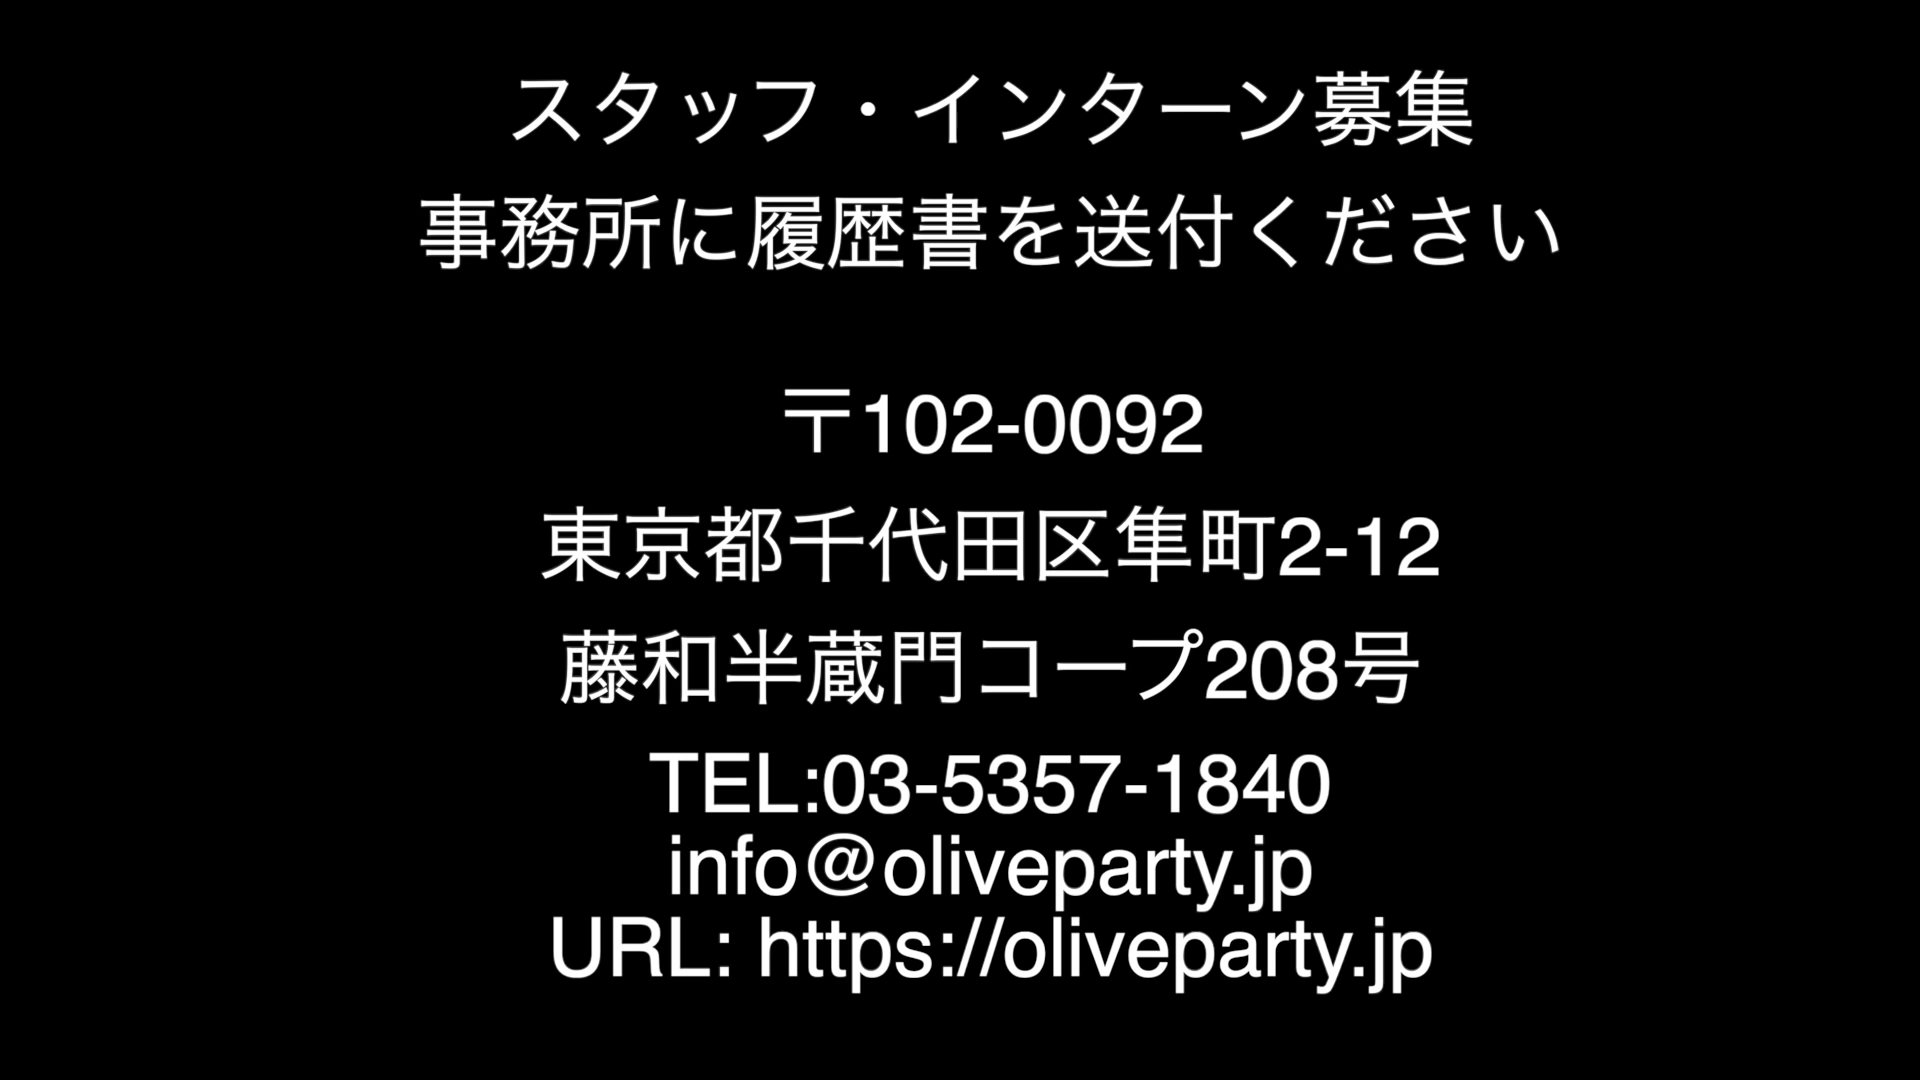 スタッフ・インターン募集
事務所に履歴書を送付ください
〒102-0092
東京都千代田区隼町2-12
藤和半蔵門コープ208号
TEL:03-5357-1840
info@oliveparty.jp
URL: https://oliveparty.jp